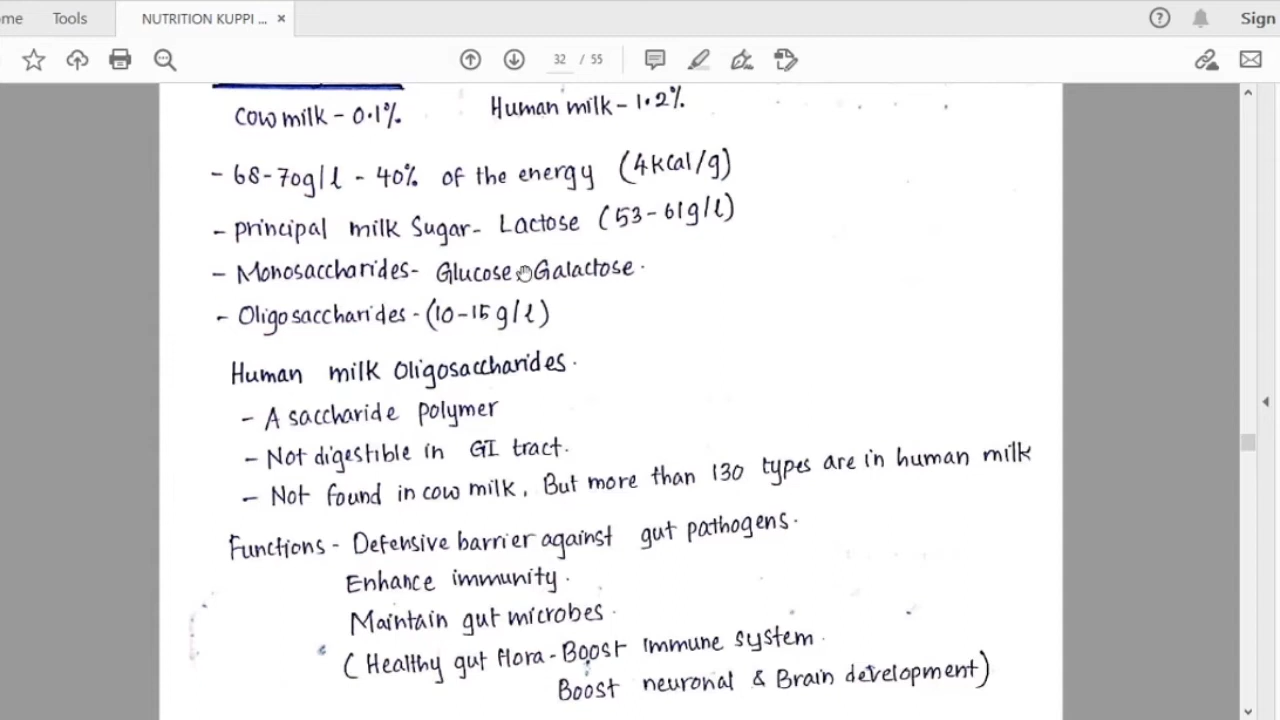 ome Tools NUTRITION KUPPI ... × Sign
32 / 55
Cow milk - 0.1% Human milk - 1.2%
- 68-70g/l - 40% of the energy (4kcal/g)
- principal milk Sugar- Lactose (53-61g/l)
- Monosaccharides- Glucose Galactose.
- Oligosaccharides - (10-15g/l)
Human milk Oligosaccharides.
- A saccharide polymer
- Not digestible in GI tract.
- Not found in cow milk. But more than 130 types are in human milk
Functions - Defensive barrier against gut pathogens.
Enhance immunity.
Maintain gut microbes.
(Healthy gut flora - Boost immune system.
Boost neuronal & Brain development)